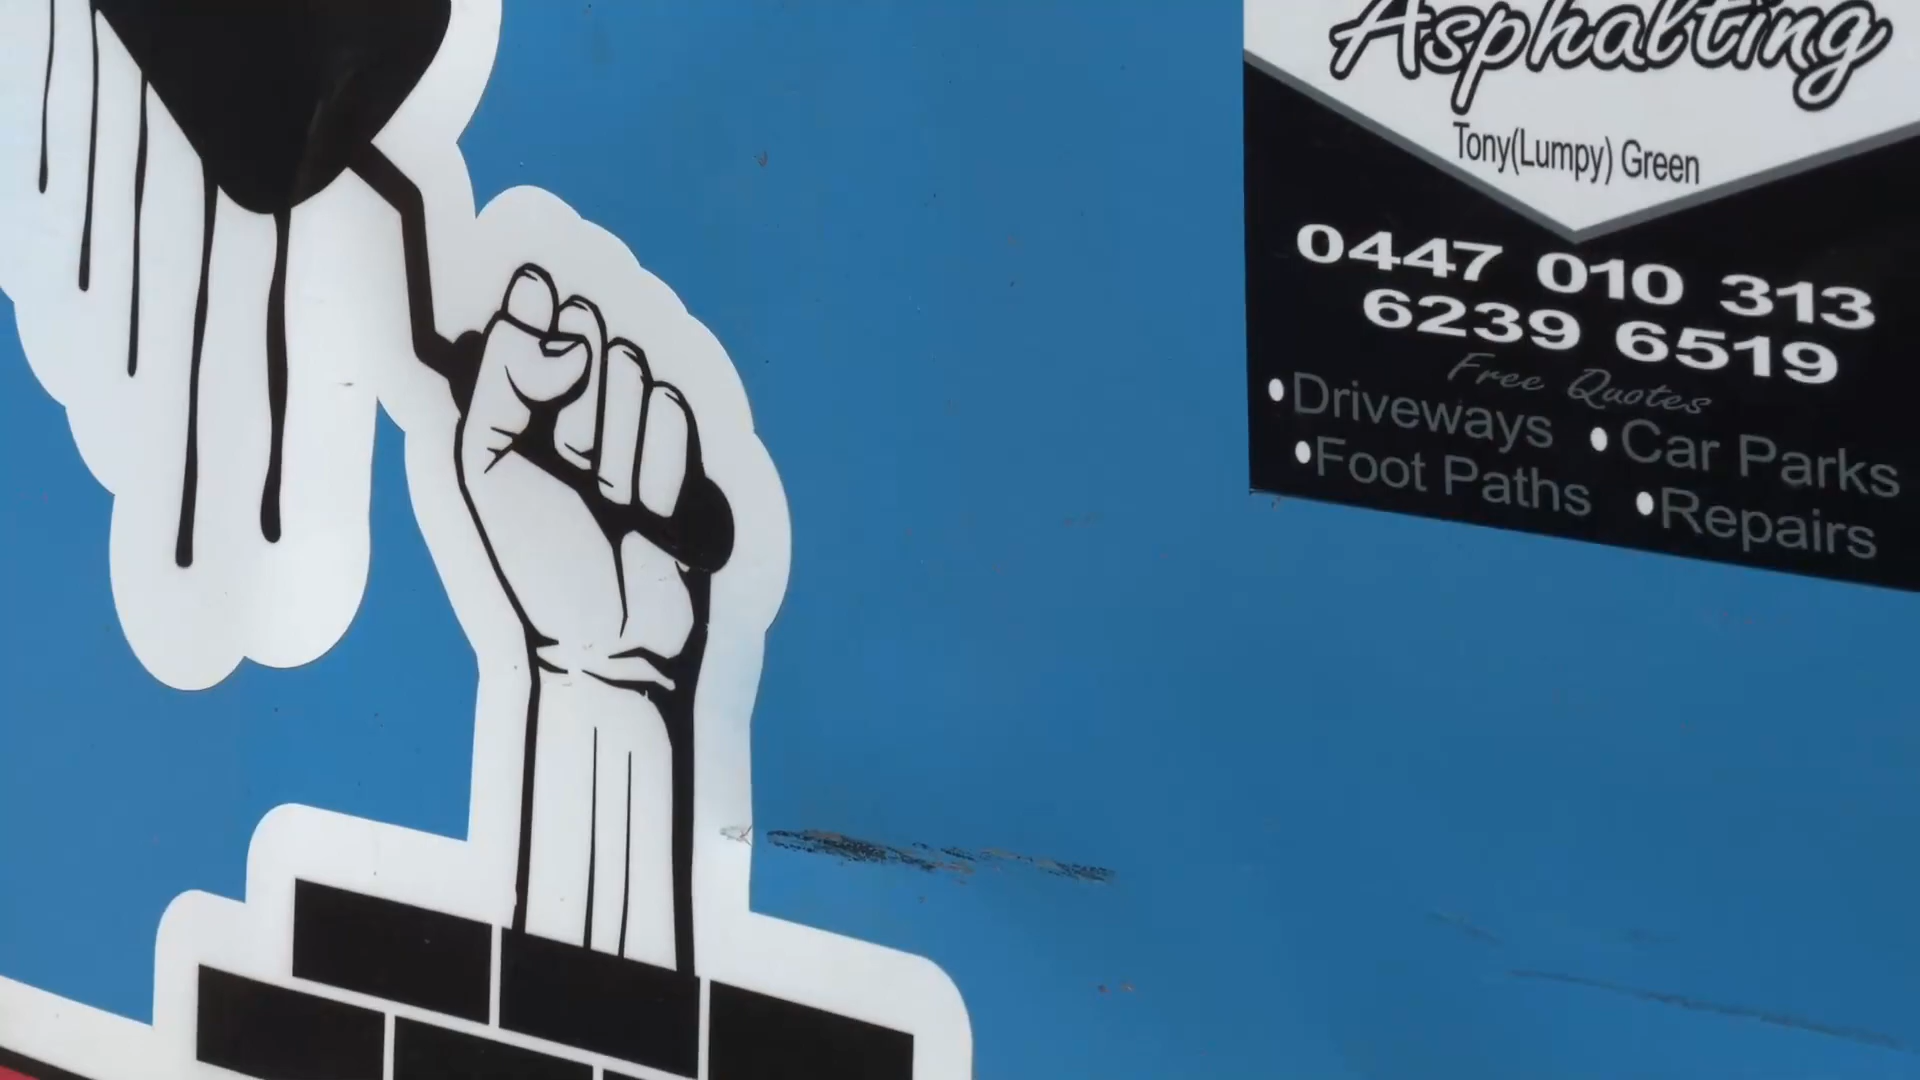 Asphalting
Tony(Lumpy) Green
0447 010 313
6239 6519
Free Quotes
•Driveways •Car Parks
•Foot Paths •Repairs